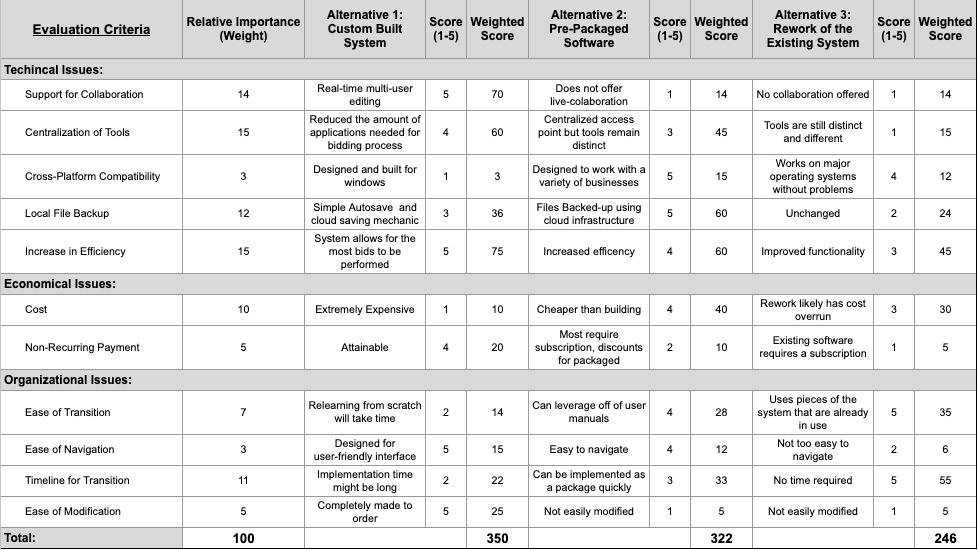 Evaluation Criteria Relative Importance (Weight) Alternative 1: Custom Built System Score (1-5) Weighted Score Alternative 2: Pre-Packaged Software Score (1-5) Weighted Score Alternative 3: Rework of the Existing System Score (1-5) Weighted Score
Techincal Issues:
Support for Collaboration 14 Real-time multi-user editing 5 70 Does not offer live-colaboration 1 14 No collaboration offered 1 14
Centralization of Tools 15 Reduced the amount of applications needed for bidding process 4 60 Centralized access point but tools remain distinct 3 45 Tools are still distinct and different 1 15
Cross-Platform Compatibility 3 Designed and built for windows 1 3 Designed to work with a variety of businesses 5 15 Works on major operating systems without problems 4 12
Local File Backup 12 Simple Autosave and cloud saving mechanic 3 36 Files Backed-up using cloud infrastructure 5 60 Unchanged 2 24
Increase in Efficiency 15 System allows for the most bids to be performed 5 75 Increased efficency 4 60 Improved functionality 3 45
Economical Issues:
Cost 10 Extremely Expensive 1 10 Cheaper than building 4 40 Rework likely has cost overrun 3 30
Non-Recurring Payment 5 Attainable 4 20 Most require subscription, discounts for packaged 2 10 Existing software requires a subscription 1 5
Organizational Issues:
Ease of Transition 7 Relearning from scratch will take time 2 14 Can leverage off of user manuals 4 28 Uses pieces of the system that are already in use 5 35
Ease of Navigation 3 Designed for user-friendly interface 5 15 Easy to navigate 4 12 Not too easy to navigate 2 6
Timeline for Transition 11 Implementation time might be long 2 22 Can be implemented as a package quickly 3 33 No time required 5 55
Ease of Modification 5 Completely made to order 5 25 Not easily modified 1 5 Not easily modified 1 5
Total: 100 350 322 246